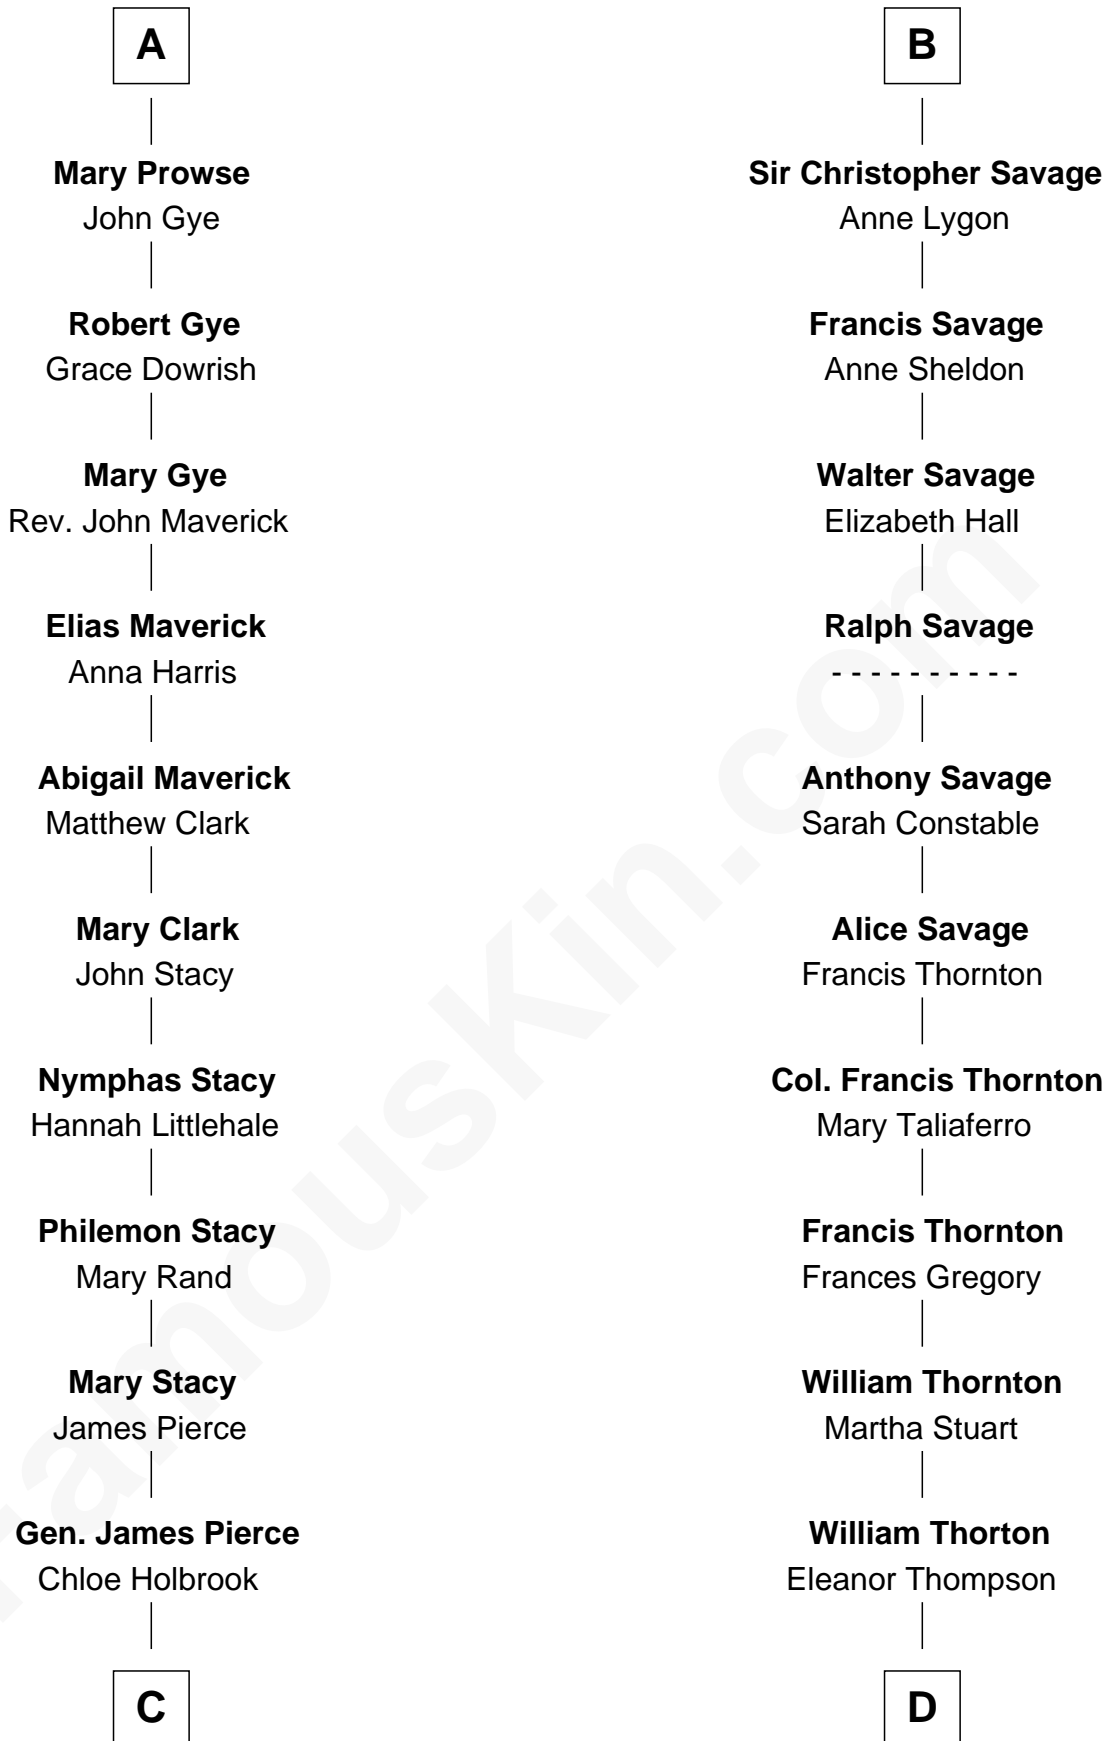 A
Mary Prowse
John Gye
Robert Gye
Grace Dowrish
Mary Gye
Rev. John Maverick
Elias Maverick
Anna Harris
Abigail Maverick
Matthew Clark
Mary Clark
John Stacy
Nymphas Stacy
Hannah Littlehale
Philemon Stacy
Mary Rand
Mary Stacy
James Pierce
Gen. James Pierce
Chloe Holbrook
C
B
Sir Christopher Savage
Anne Lygon
Francis Savage
Anne Sheldon
Walter Savage
Elizabeth Hall
Ralph Savage
- - - - - - - - - -
Anthony Savage
Sarah Constable
Alice Savage
Francis Thornton
Col. Francis Thornton
Mary Taliaferro
Francis Thornton
Frances Gregory
William Thornton
Martha Stuart
William Thorton
Eleanor Thompson
D
FamousKin.com